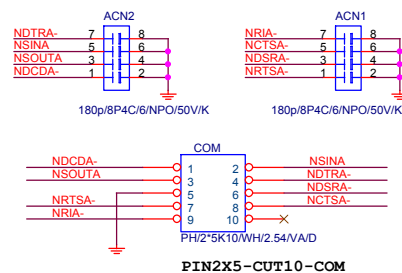 ACN2
NDTRA- 7 8
NSINA 5 6
NSOUTA 3 4
NDCDA- 1 2
180p/8P4C/6/NPO/50V/K
ACN1
NRIA- 7 8
NCTSA- 5 6
NDSRA- 3 4
NRTSA- 1 2
180p/8P4C/6/NPO/50V/K
COM
NDCDA- 1 2 NSINA
NSOUTA 3 4 NDTRA-
5 6 NDSRA-
NRTSA- 7 8 NCTSA-
NRIA- 9 10
PH/2*5K10/WH/2.54/VA/D
PIN2X5-CUT10-COM